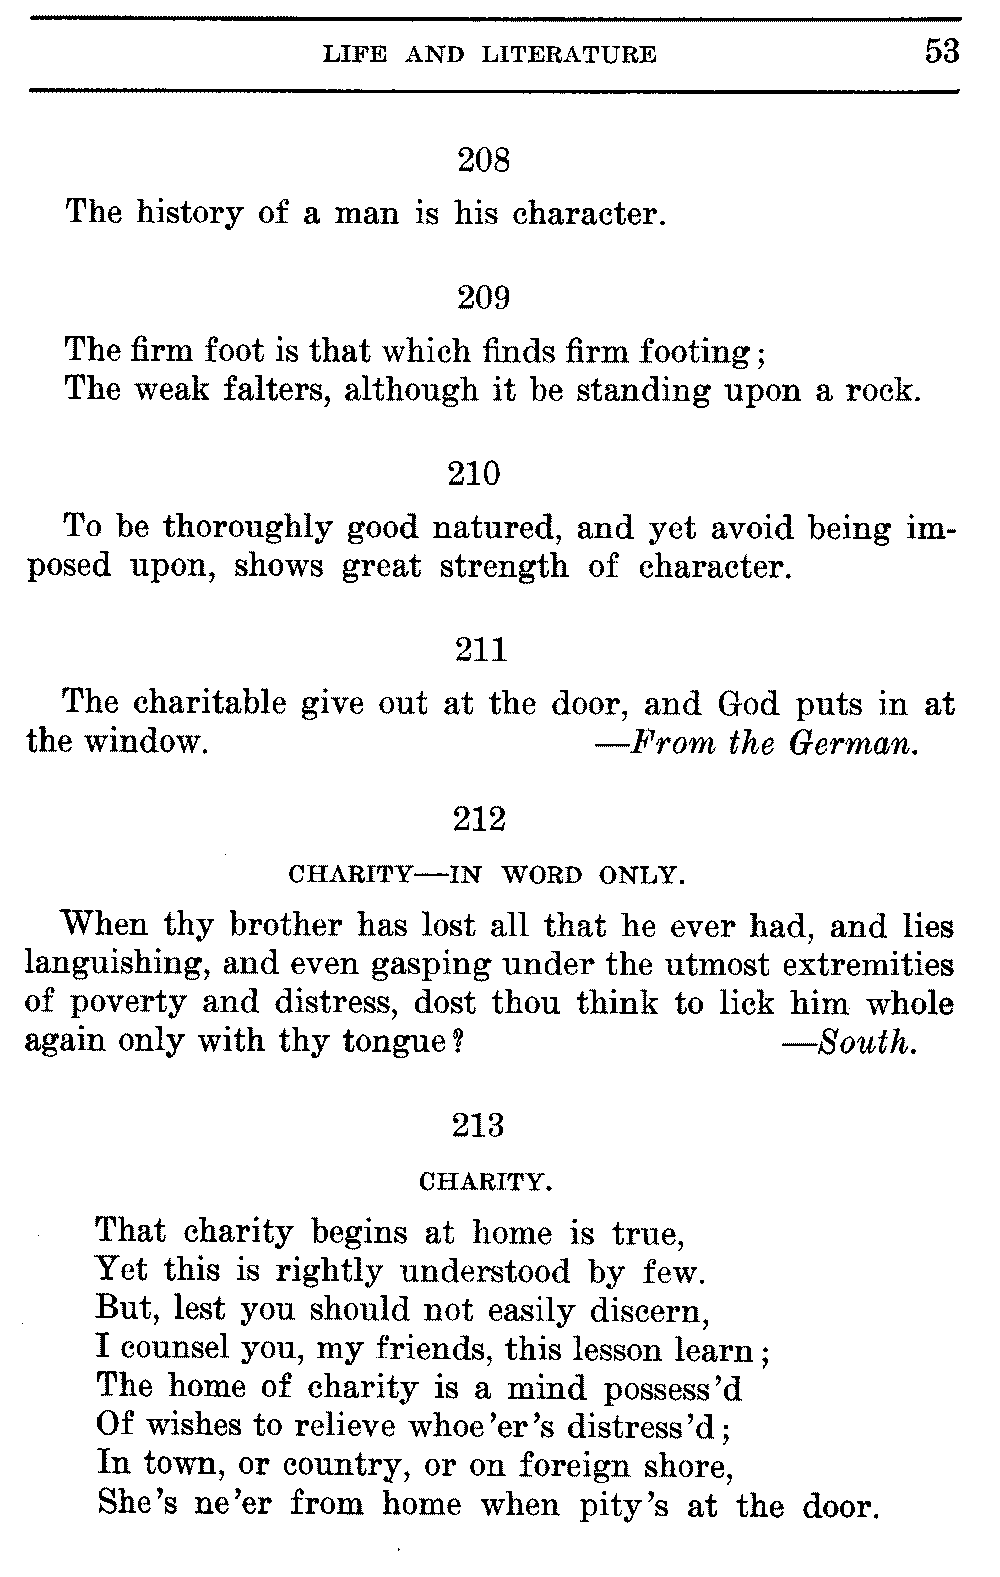 LIFE AND LITERATURE 53
208
The history of a man is his character.
209
The firm foot is that which finds firm footing;
The weak falters, although it be standing upon a rock.
210
To be thoroughly good natured, and yet avoid being im-
posed upon, shows great strength of character.
211
The charitable give out at the door, and God puts in at
the window. —From the German.
212
CHARITY—IN WORD ONLY.
When thy brother has lost all that he ever had, and lies
languishing, and even gasping under the utmost extremities
of poverty and distress, dost thou think to lick him whole
again only with thy tongue? —South.
213
CHARITY.
That charity begins at home is true,
Yet this is rightly understood by few.
But, lest you should not easily discern,
I counsel you, my friends, this lesson learn;
The home of charity is a mind possess'd
Of wishes to relieve whoe'er's distress'd;
In town, or country, or on foreign shore,
She's ne'er from home when pity's at the door.